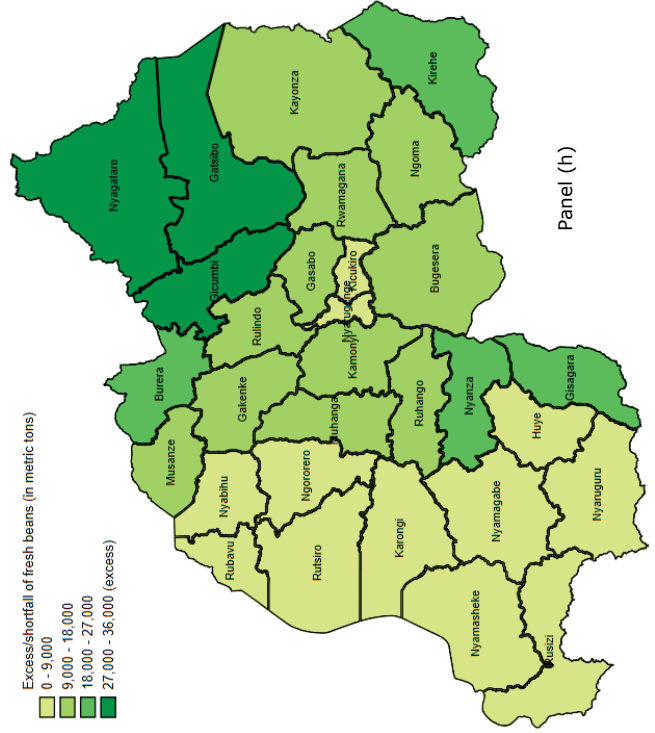 Excess/shortfall of fresh beans (in metric tons)
0 - 9,000
9,000 - 18,000
18,000 - 27,000
27,000 - 36,000 (excess)
Nyagatare
Gatsibo
Kayonza
Kirehe
Gicumbi
Rwamagana
Ngoma
Burera
Rulindo
Gasabo
Kicukiro
Nyarugenge
Bugesera
Musanze
Gakenke
Kamonyi
Muhanga
Ruhango
Nyanza
Gisagara
Nyabihu
Ngororero
Huye
Rubavu
Rutsiro
Karongi
Nyamagabe
Nyaruguru
Nyamasheke
Rusizi
Panel (h)